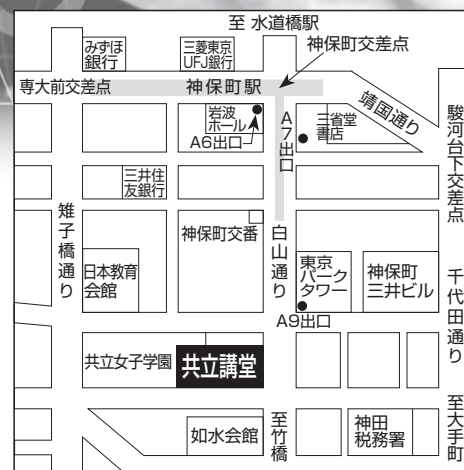 至 水道橋駅
みずほ
銀行
三菱東京
UFJ銀行
神保町交差点
専大前交差点
神保町駅
靖国通り
岩波
ホール
A6出口
A7出口
三省堂
書店
駿河台下交差点
三井住
友銀行
雉子橋通り
神保町交番
白山通り
日本教育
会館
東京
パーク
タワー
神保町
三井ビル
千代田通り
A9出口
共立女子学園
共立講堂
至大手町
如水会館
至竹橋
神田
税務署